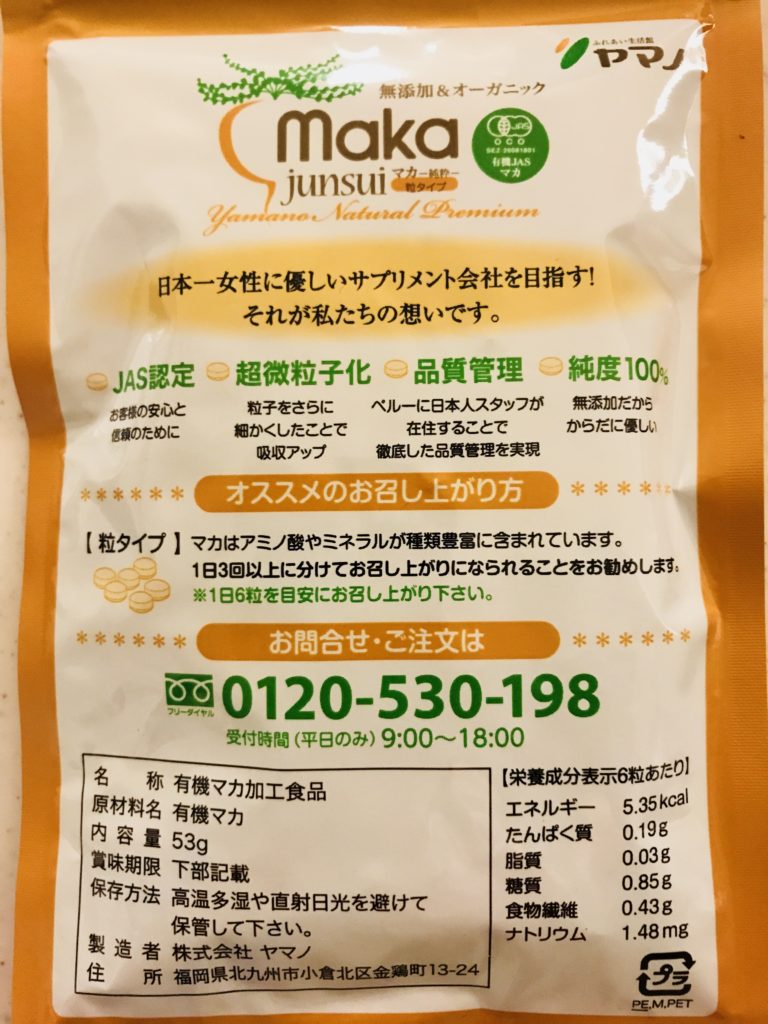 ふれあい生活館
ヤマノ
無添加&オーガニック
maka
JAS
OCO
SEZ-26081801
有機JAS
マカ
junsui マカ-純粋-
粒タイプ
Yamano Natural Premium
日本一女性に優しいサプリメント会社を目指す!
それが私たちの想いです。
JAS認定 超微粒子化 品質管理 純度100%
お客様の安心と
信頼のために
粒子をさらに
細かくしたことで
吸収アップ
ペルーに日本人スタッフが
在住することで
徹底した品質管理を実現
無添加だから
からだに優しい
****** オススメのお召し上がり方 ******
【 粒タイプ 】 マカはアミノ酸やミネラルが種類豊富に含まれています。
1日3回以上に分けてお召し上がりになられることをお勧めします。
※1日6粒を目安にお召し上がり下さい。
****** お問合せ・ご注文は ******
フリーダイヤル 0120-530-198
受付時間(平日のみ) 9:00〜18:00
名 称 有機マカ加工食品
原材料名 有機マカ
内 容 量 53g
賞味期限 下部記載
保存方法 高温多湿や直射日光を避けて
保管して下さい。
製 造 者 株式会社 ヤマノ
住 所 福岡県北九州市小倉北区金鶏町13-24
【栄養成分表示6粒あたり】
エネルギー 5.35kcal
たんぱく質 0.19g
脂質 0.03g
糖質 0.85g
食物繊維 0.43g
ナトリウム 1.48mg
プラ
PE,M,PET